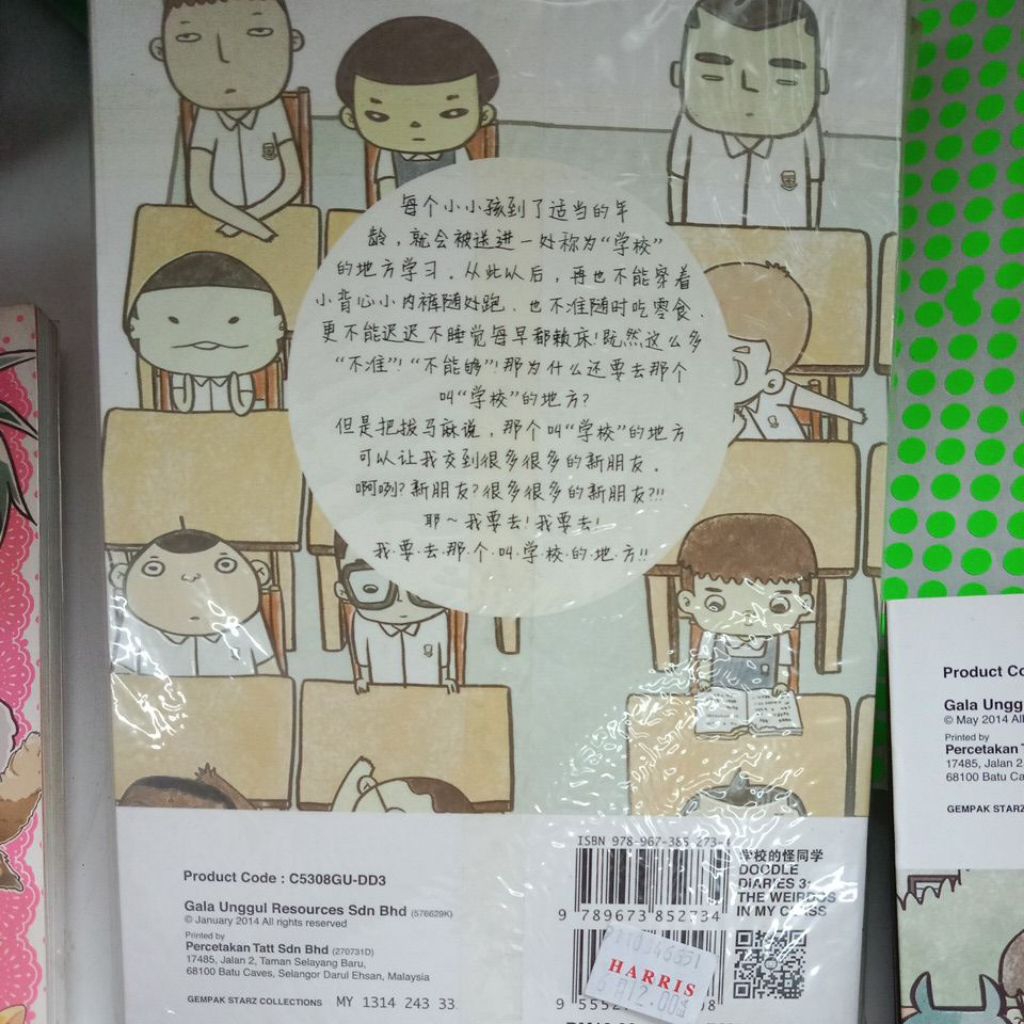 每个小小孩到了适当的年
龄，就会被送进一处称为“学校”
的地方学习．从此以后，再也不能穿着
小背心小内裤随处跑．也不准随时吃零食．
更不能迟迟不睡觉每早都赖床！既然这么多
“不准”！“不能够”！那为什么还要去那个
叫“学校”的地方？
但是把拔马麻说，那个叫“学校”的地方
可以让我交到很多很多的新朋友．
啊咧？新朋友？很多很多的新朋友？!!
耶～我要去！我要去！
我·要·去·那·个·叫·学·校·的·地·方!!
Product Code : C5308GU-DD3
Gala Unggul Resources Sdn Bhd (576629K)
© January 2014 All rights reserved
Printed by
Percetakan Tatt Sdn Bhd (270731D)
17485, Jalan 2, Taman Selayang Baru,
68100 Batu Caves, Selangor Darul Ehsan, Malaysia
GEMPAK STARZ COLLECTIONS MY 1314 243 33
ISBN 978-967-385-273-4
9 789673 852734
学校的怪同学
DOODLE
DIARIES 3:
THE WEIRDOS
IN MY CLASS
HARRIS
Product Co
Gala Ungg
© May 2014 All
Printed by
Percetakan T
17485, Jalan 2
68100 Batu Ca
GEMPAK STARZ